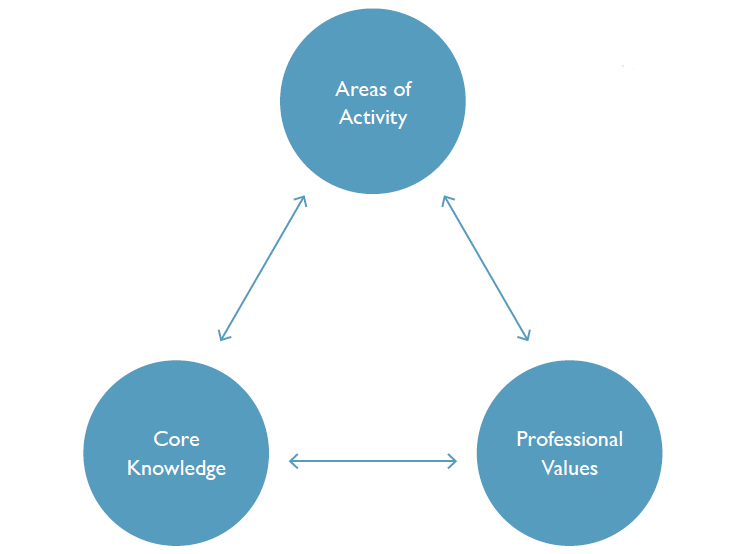 Areas of
Activity
Core
Knowledge
Professional
Values